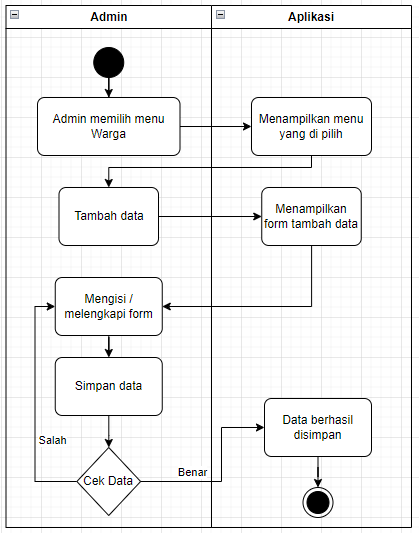 Admin
Aplikasi
Admin memilih menu
Warga
Menampilkan menu
yang di pilih
Tambah data
Menampilkan
form tambah data
Mengisi /
melengkapi form
Simpan data
Salah
Cek Data
Benar
Data berhasil
disimpan